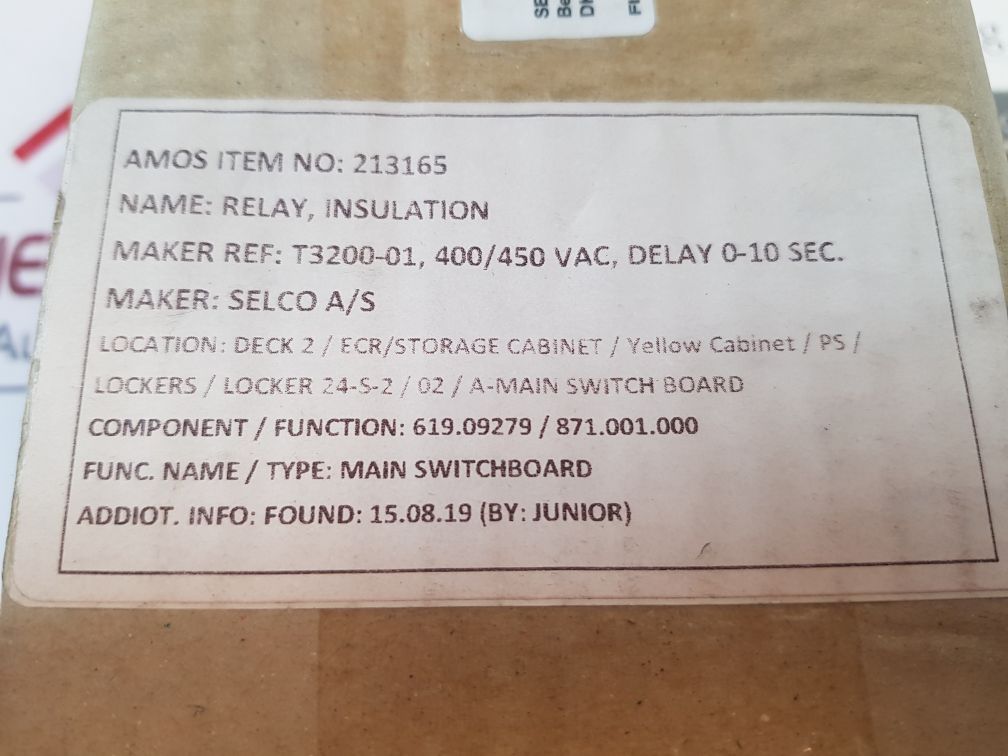 AMOS ITEM NO: 213165
NAME: RELAY, INSULATION
MAKER REF: T3200-01, 400/450 VAC, DELAY 0-10 SEC.
MAKER: SELCO A/S
LOCATION: DECK 2 / ECR/STORAGE CABINET / Yellow Cabinet / PS /
LOCKERS / LOCKER 24-S-2 / 02 / A-MAIN SWITCH BOARD
COMPONENT / FUNCTION: 619.09279 / 871.001.000
FUNC. NAME / TYPE: MAIN SWITCHBOARD
ADDIOT. INFO: FOUND: 15.08.19 (BY: JUNIOR)